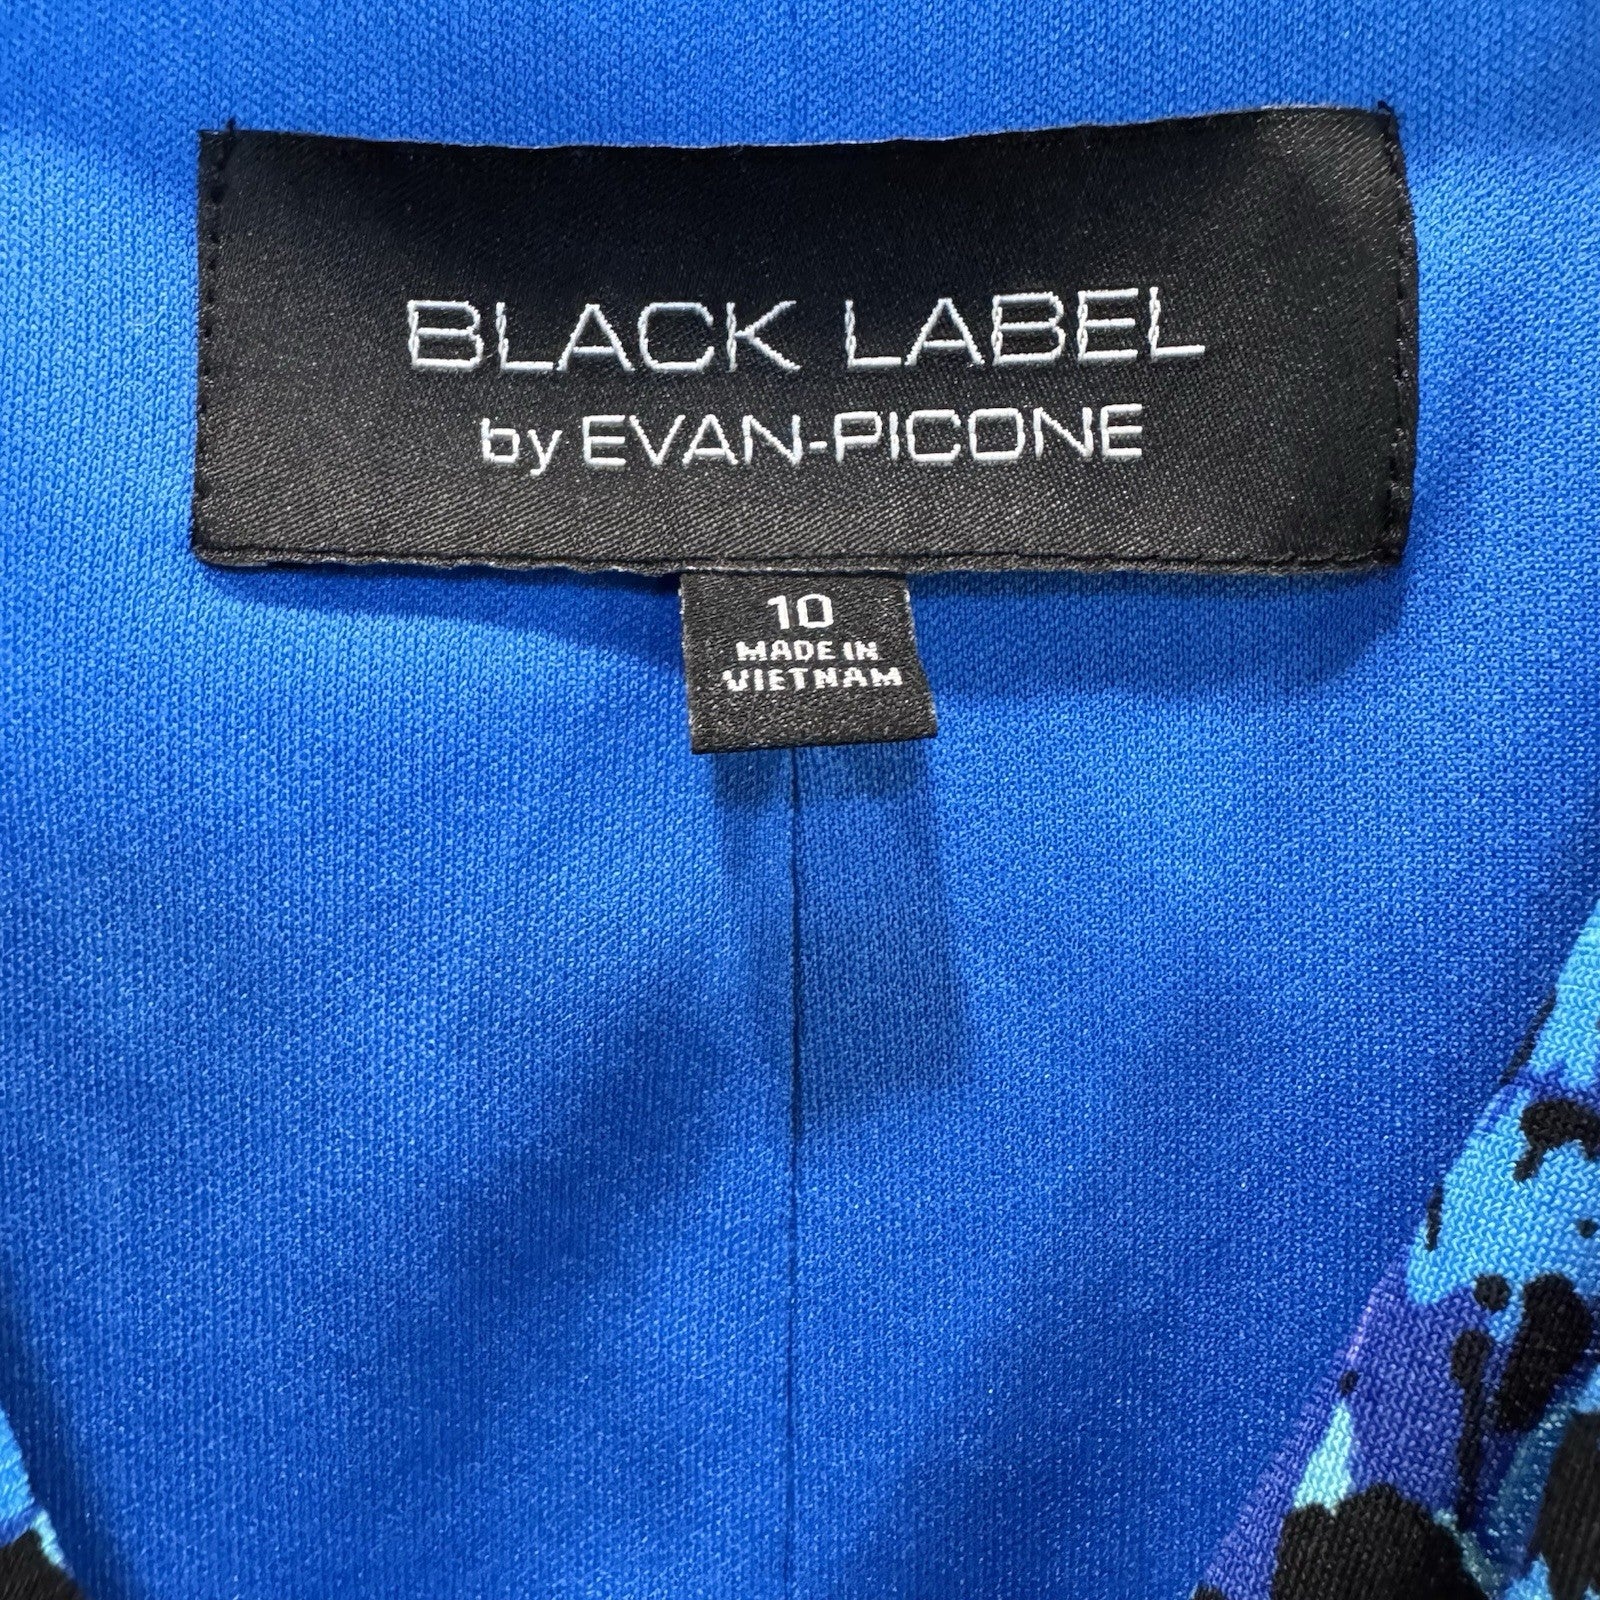 BLACK LABEL
by EVAN-PICONE
10
MADE IN
VIETNAM